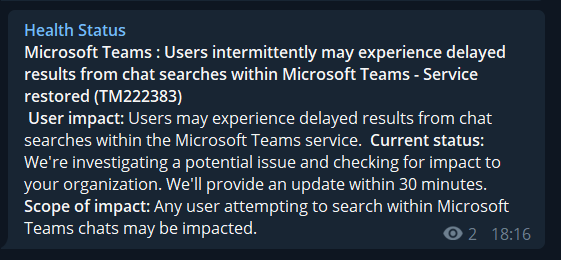 Health Status
Microsoft Teams : Users intermittently may experience delayed
results from chat searches within Microsoft Teams - Service
restored (TM222383)
User impact: Users may experience delayed results from chat
searches within the Microsoft Teams service.  Current status:
We're investigating a potential issue and checking for impact to
your organization. We'll provide an update within 30 minutes.
Scope of impact: Any user attempting to search within Microsoft
Teams chats may be impacted.
2 18:16